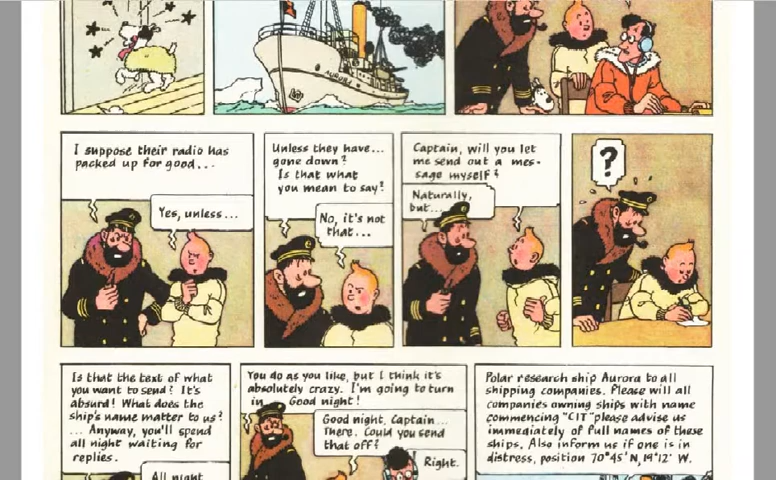 AURORA
I suppose their radio has
packed up for good...
Yes, unless...
Unless they have...
gone down?
Is that what
you mean to say?
No, it's not
that...
Captain, will you let
me send out a mes-
sage myself?
Naturally,
but...
?
Is that the text of what
you want to send? It's
absurd! What does the
ship's name matter to us?
... Anyway, you'll spend
all night waiting for
replies.
All night
You do as you like, but I think it's
absolutely crazy. I'm going to turn
in... Good night!
Good night, Captain...
There. Could you send
that off?
Right.
Polar research ship Aurora to all
shipping companies. Please will all
companies owning ships with name
commencing "CIT" please advise us
immediately of full names of these
ships. Also inform us if one is in
distress, position 70°45'N, 19°12' W.